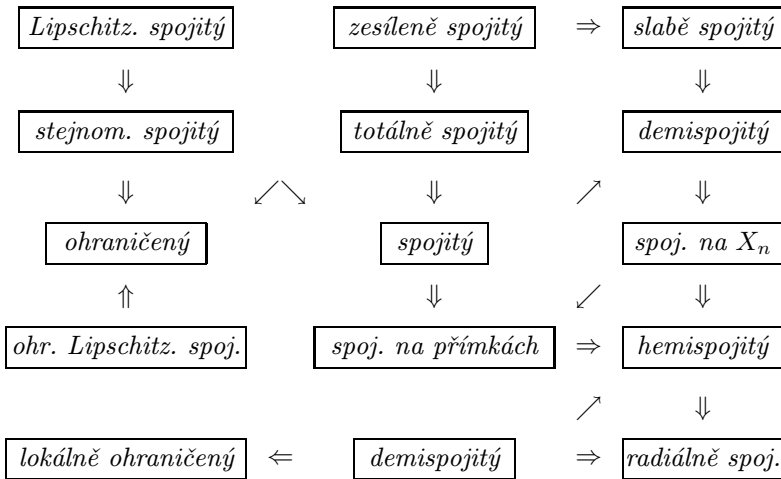 Lipschitz. spojitý zesíleně spojitý ⇒ slabě spojitý
⇓ ⇓ ⇓
stejnom. spojitý totálně spojitý demispojitý
⇓ ↙↘ ⇓ ↗ ⇓
ohraničený spojitý spoj. na Xₙ
⇑ ⇓ ↙ ⇓
ohr. Lipschitz. spoj. spoj. na přímkách ⇒ hemispojitý
↗ ⇓
lokálně ohraničený ⇐ demispojitý ⇒ radiálně spoj.